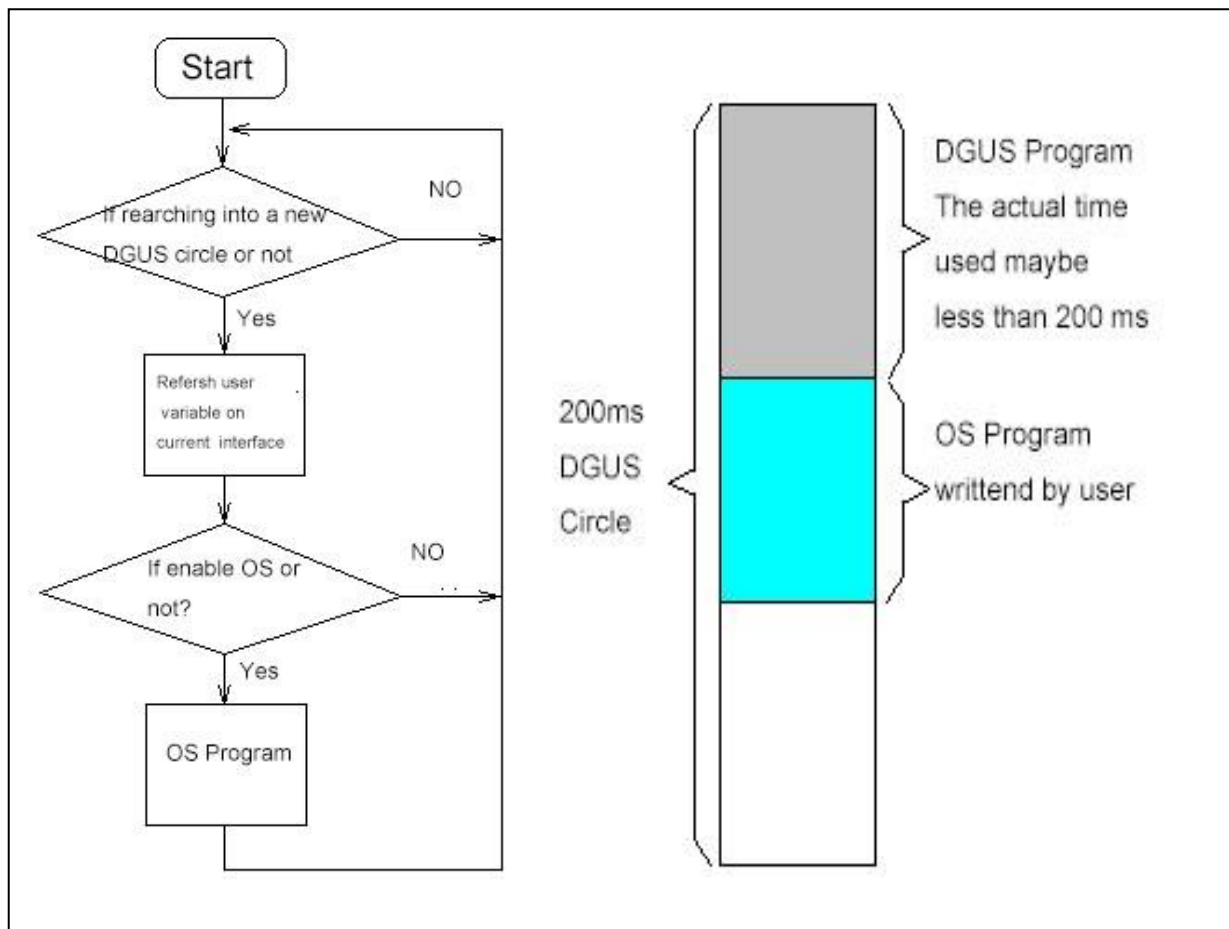 Start
NO
If rearching into a new
DGUS circle or not
Yes
Refersh user
variable on
current interface
NO
If enable OS or
not?
Yes
OS Program
200ms
DGUS
Circle
DGUS Program
The actual time
used maybe
less than 200 ms
OS Program
writtend by user